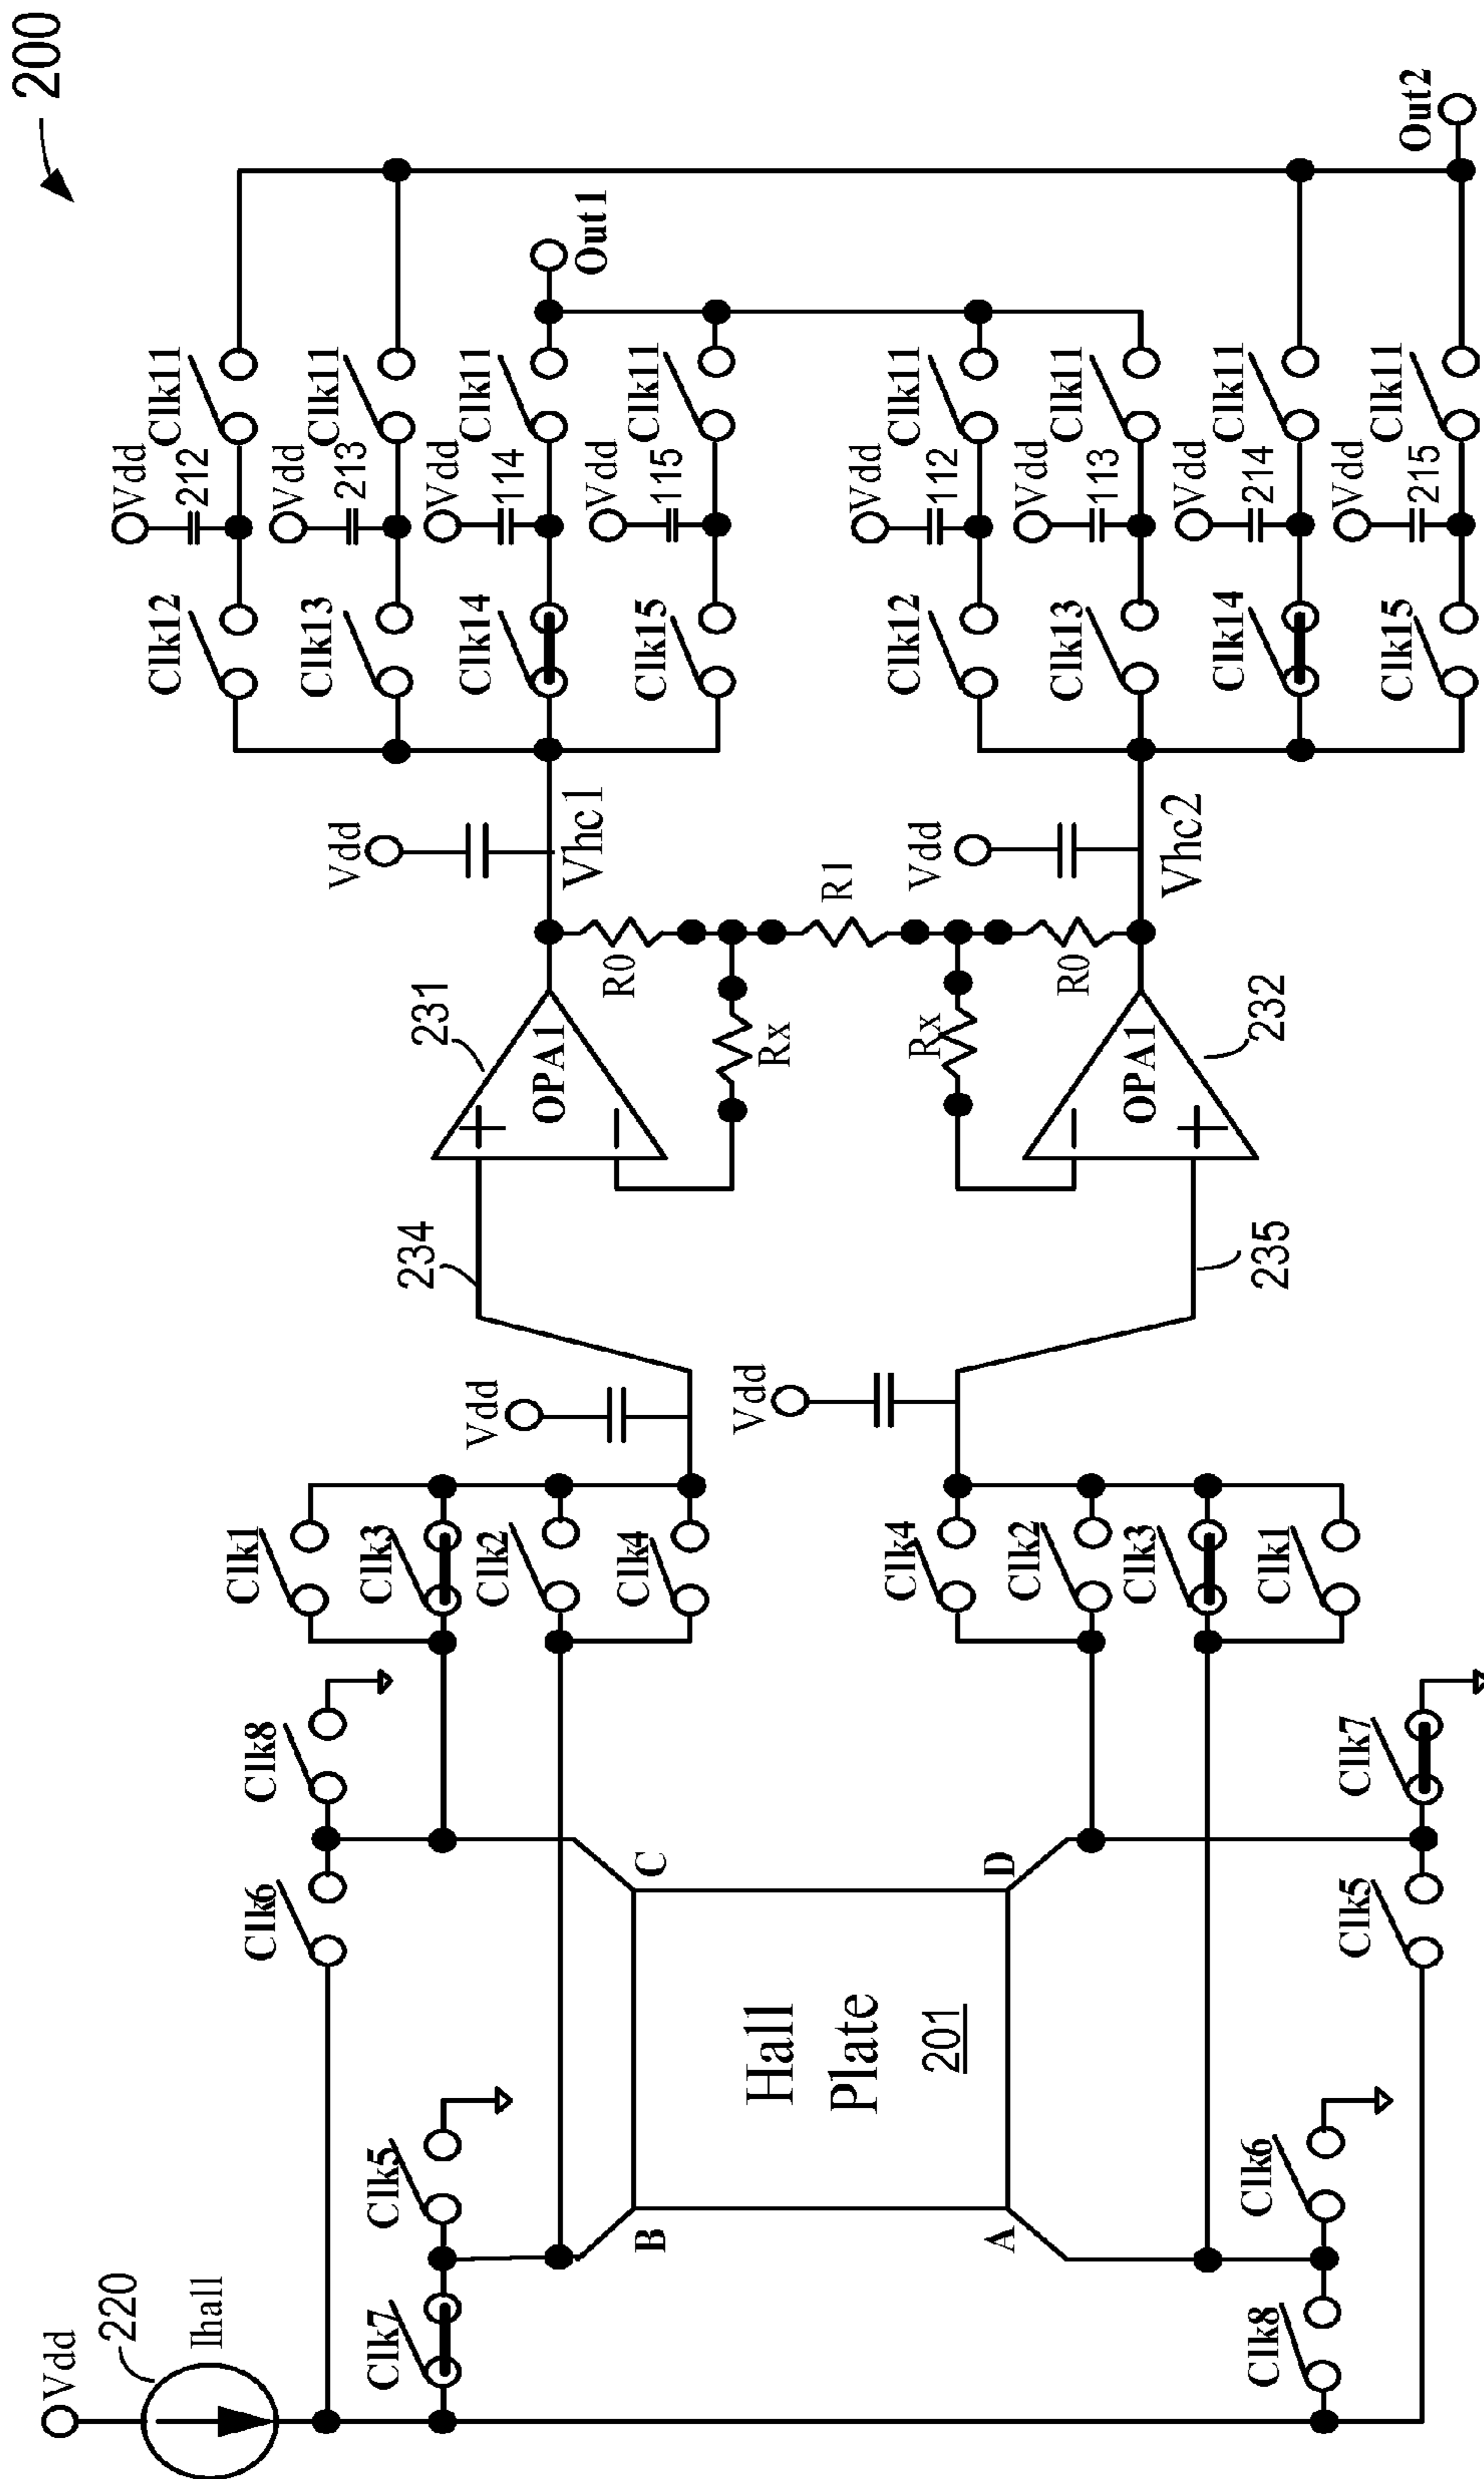 200
Vdd
220
Ihall
Clk7
Clk5
Clk6
Clk8
B
C
Hall
Plate
201
A
D
Clk8
Clk6
Clk5
Clk7
Clk1
Clk3
Clk2
Clk4
Clk4
Clk2
Clk3
Clk1
Vdd
Vdd
234
235
231
OPA1
+
−
Rx
R0
R1
Rx
R0
OPA1
−
+
232
Vdd
Vhc1
Vdd
Vhc2
Clk12
Vdd
212
Clk11
Clk13
Vdd
213
Clk11
Clk14
Vdd
114
Clk11
Clk15
Vdd
115
Clk11
Out1
Clk12
Vdd
112
Clk11
Clk13
Vdd
113
Clk11
Clk14
Vdd
214
Clk11
Clk15
Vdd
215
Clk11
Out2